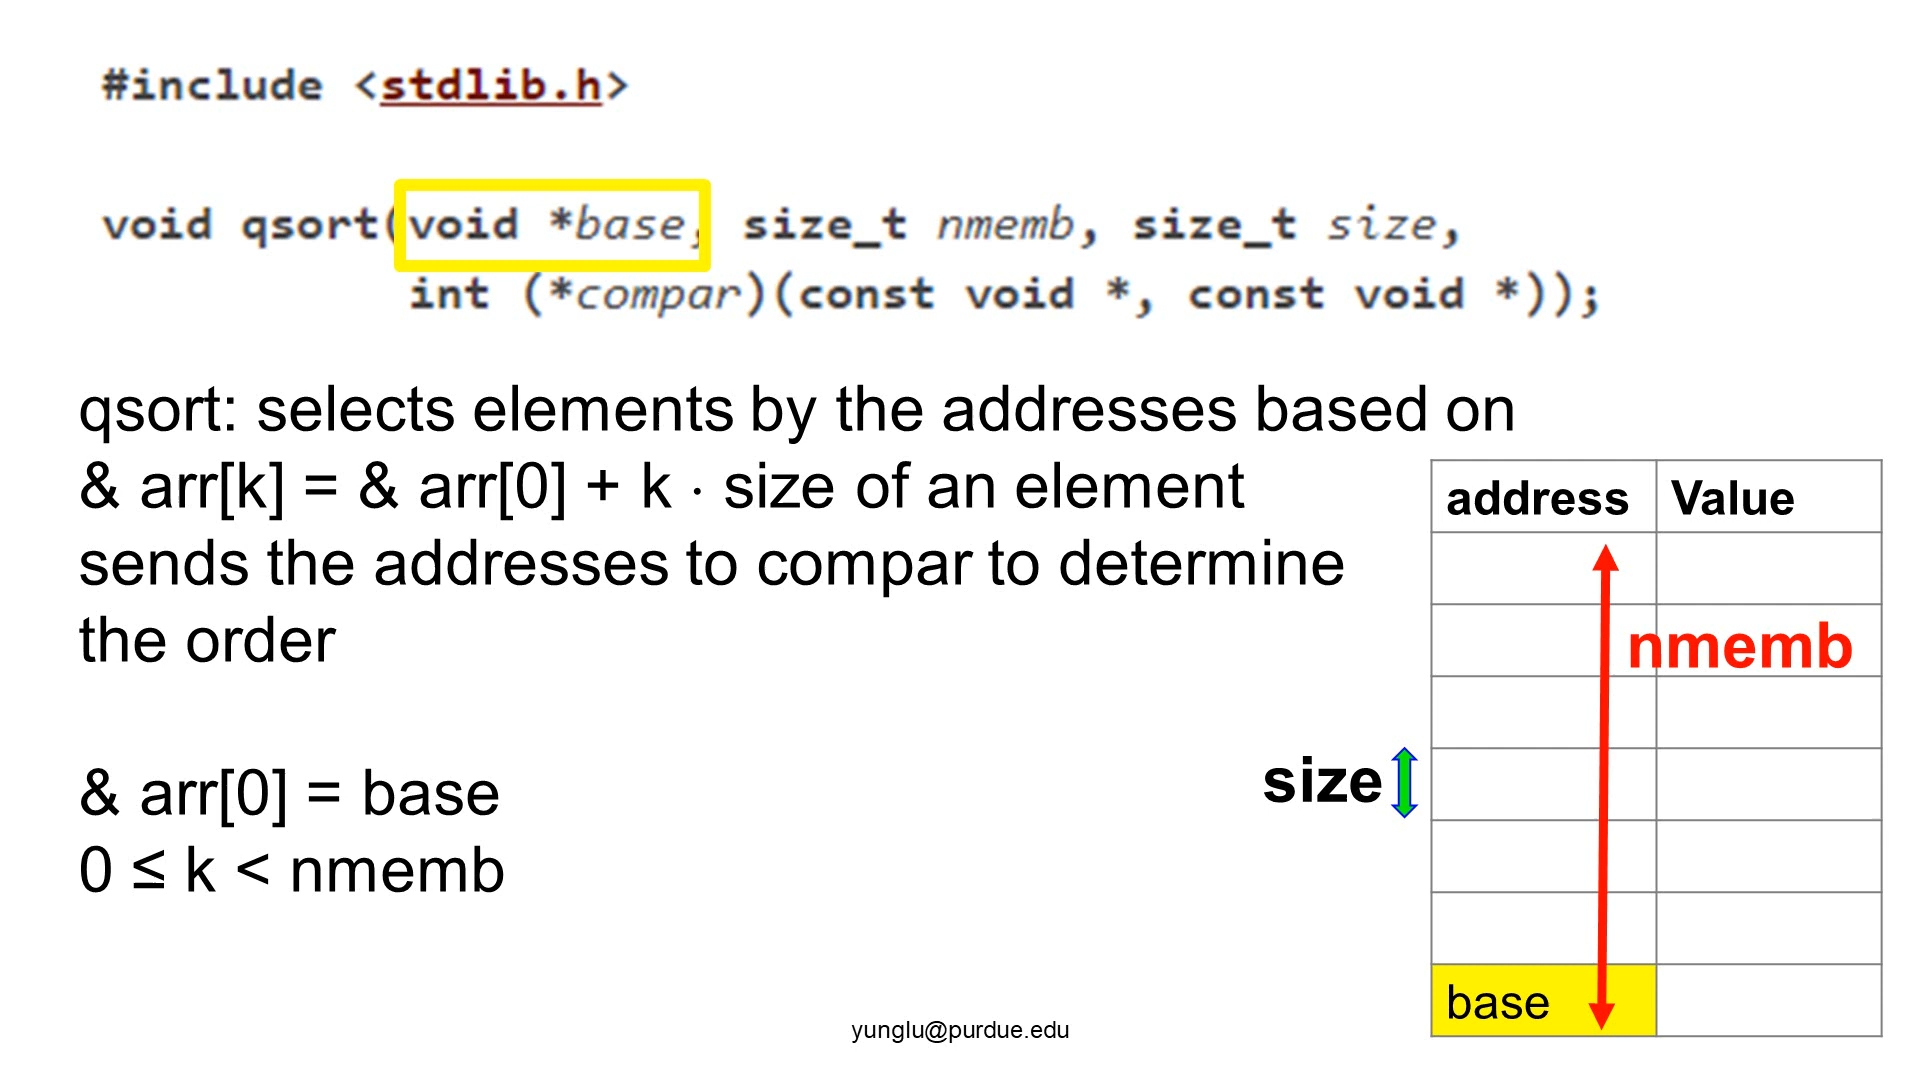 #include <stdlib.h>
void qsort(void *base, size_t nmemb, size_t size,
int (*compar)(const void *, const void *));
qsort: selects elements by the addresses based on
& arr[k] = & arr[0] + k · size of an element
sends the addresses to compar to determine
the order
& arr[0] = base
0 ≤ k < nmemb
address Value
nmemb
size
base
yunglu@purdue.edu